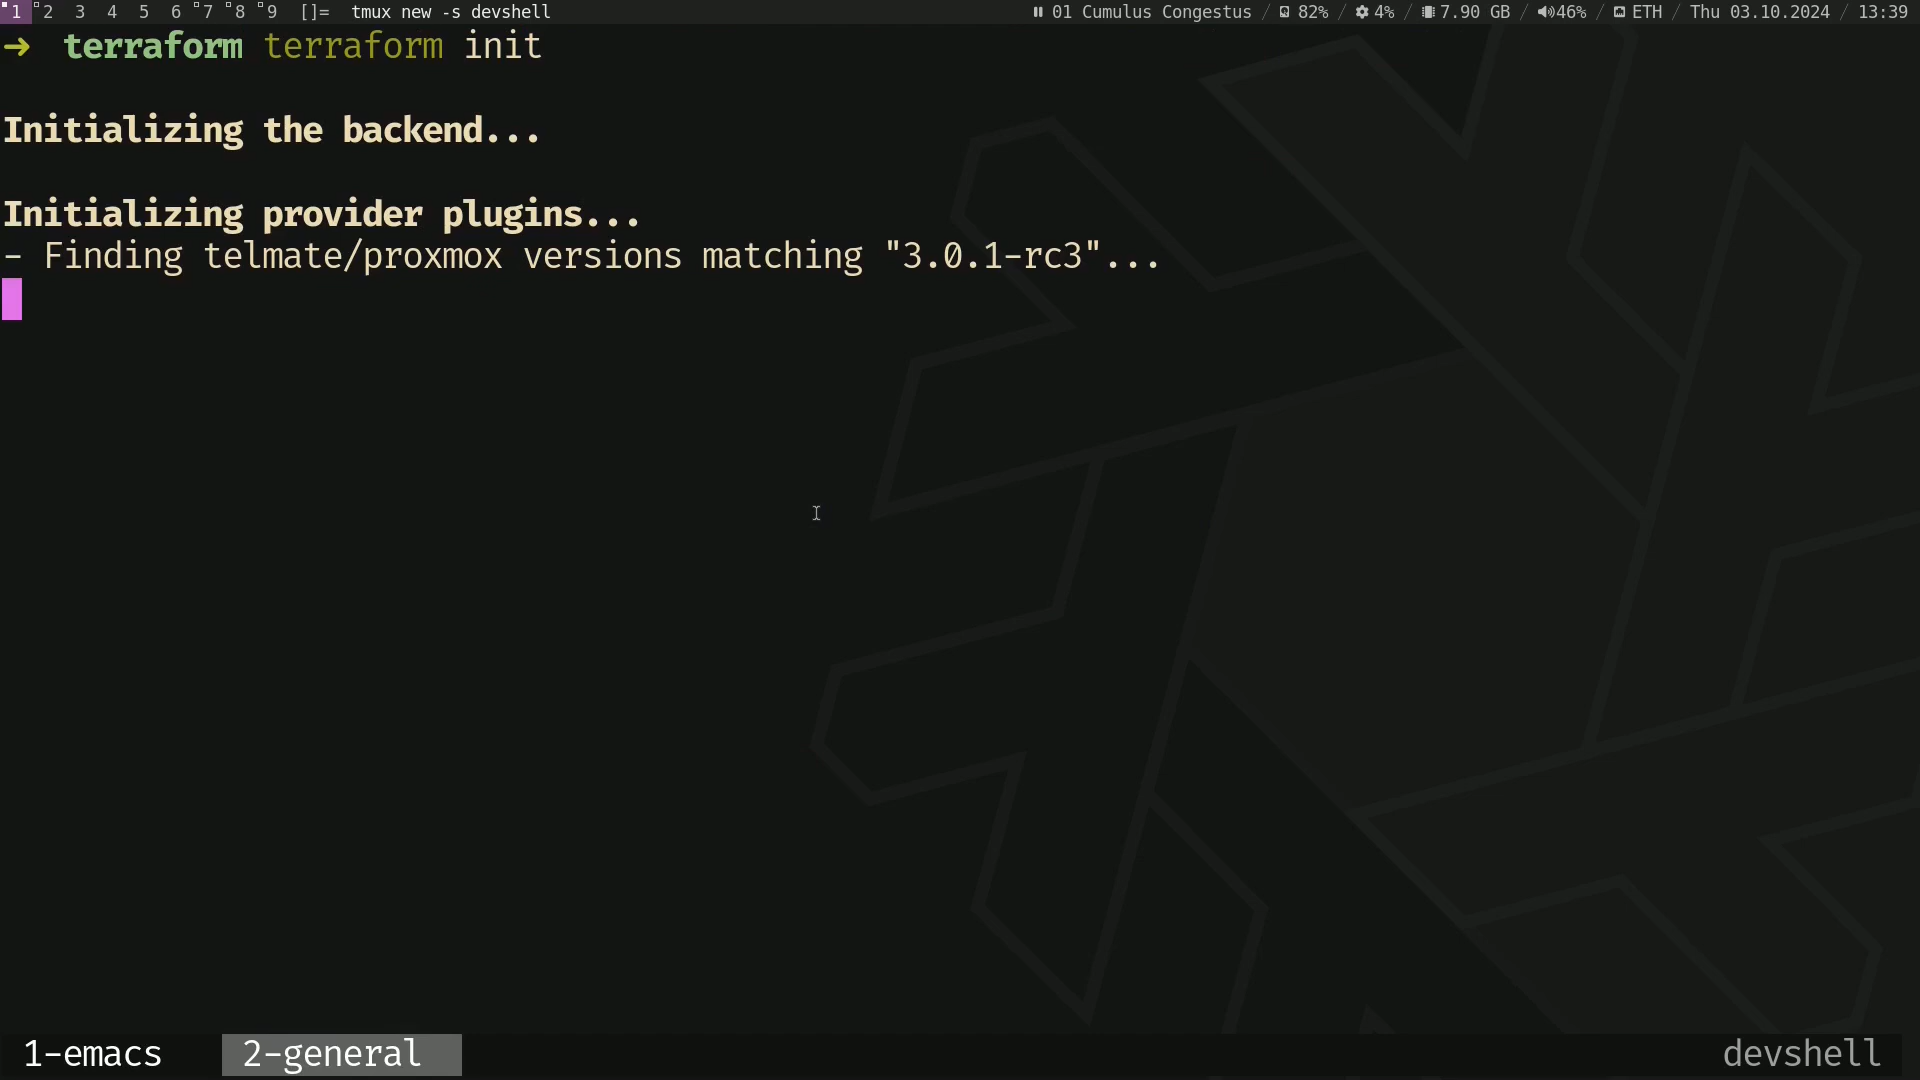 1 2 3 4 5 6 7 8 9 []= tmux new -s devshell 01 Cumulus Congestus / 82% / 4% / 7.90 GB / 46% / ETH / Thu 03.10.2024 / 13:39
➜ terraform terraform init
Initializing the backend...
Initializing provider plugins...
- Finding telmate/proxmox versions matching "3.0.1-rc3"...
1-emacs 2-general devshell